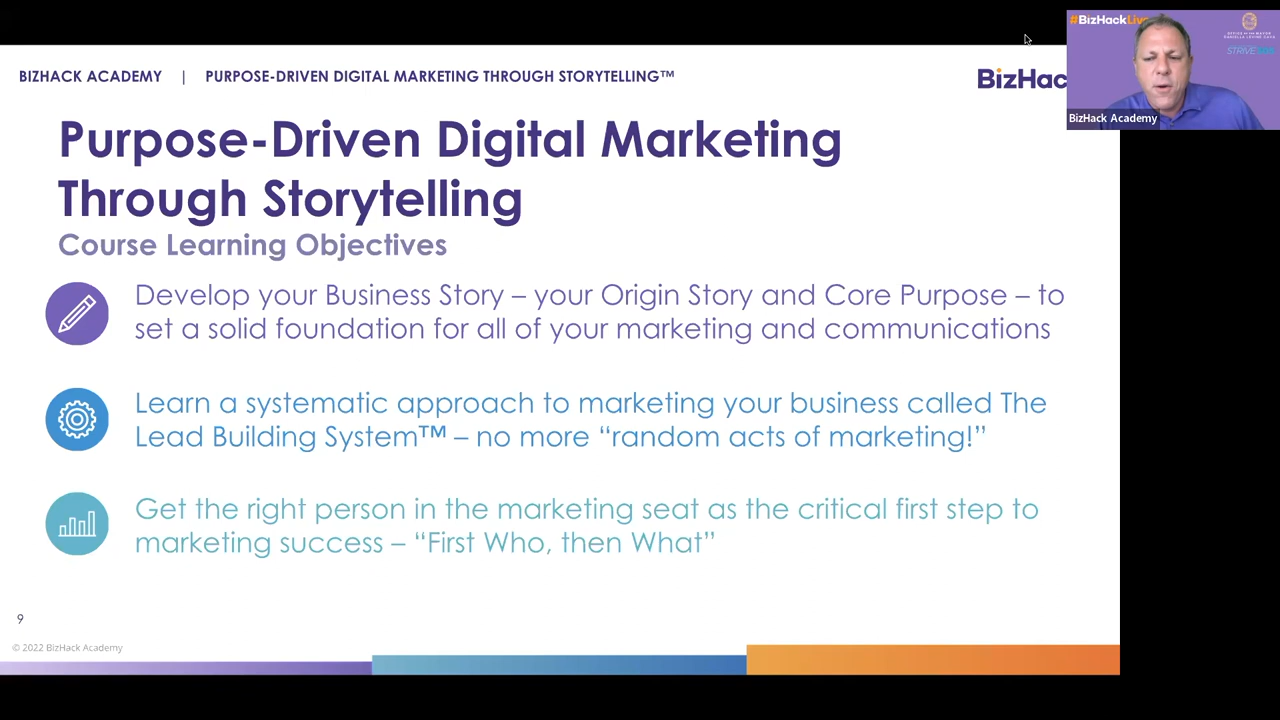 BIZHACK ACADEMY | PURPOSE-DRIVEN DIGITAL MARKETING THROUGH STORYTELLING™
BizHac
#BizHackLive
BizHack Academy
Purpose-Driven Digital Marketing
Through Storytelling
Course Learning Objectives
Develop your Business Story – your Origin Story and Core Purpose – to
set a solid foundation for all of your marketing and communications
Learn a systematic approach to marketing your business called The
Lead Building System™ – no more “random acts of marketing!”
Get the right person in the marketing seat as the critical first step to
marketing success – “First Who, then What”
9
© 2022 BizHack Academy